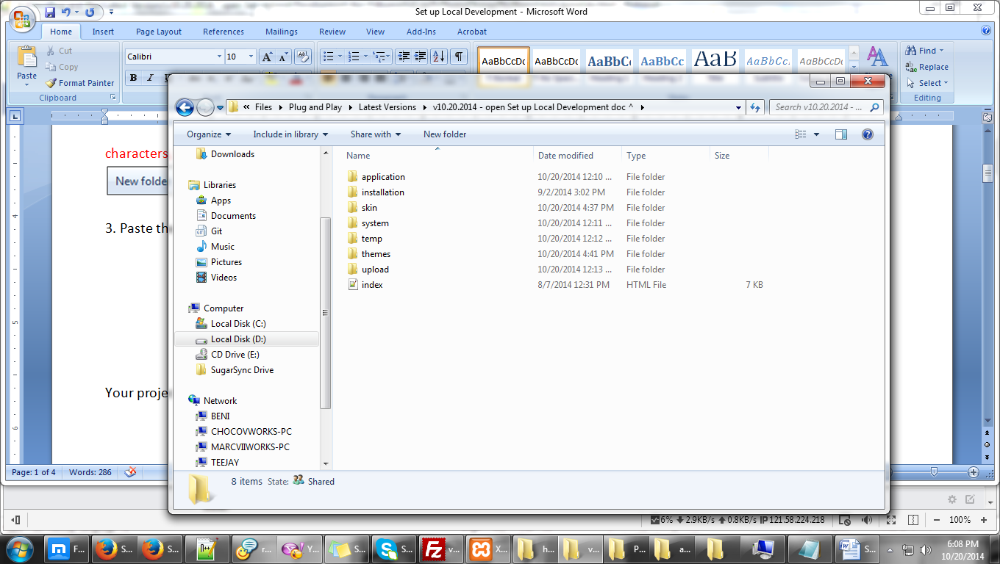 Set up Local Development - Microsoft Word
Home Insert Page Layout References Mailings Review View Add-Ins Acrobat
Paste
Cut
Copy
Format Painter
Clipboard
Calibri 10
B I
AaBbCcDc AaBbCcDc AaBbC AaBbCc AaB AaBbCc. AaBbCcDc
Find
Replace
Select
Editing
Files Plug and Play Latest Versions v10.20.2014 - open Set up Local Development doc ^
Search v10.20.2014 - ...
Organize Include in library Share with New folder
characters
New folde
3. Paste th
Your proje
Downloads
Libraries
Apps
Documents
Git
Music
Pictures
Videos
Computer
Local Disk (C:)
Local Disk (D:)
CD Drive (E:)
SugarSync Drive
Network
BENI
CHOCOVWORKS-PC
MARCVIIWORKS-PC
TEEJAY
Name Date modified Type Size
application 10/20/2014 12:10 ... File folder
installation 9/2/2014 3:02 PM File folder
skin 10/20/2014 4:37 PM File folder
system 10/20/2014 12:11 ... File folder
temp 10/20/2014 12:12 ... File folder
themes 10/20/2014 4:41 PM File folder
upload 10/20/2014 12:13 ... File folder
index 8/7/2014 12:31 PM HTML File 7 KB
8 items State: Shared
Page: 1 of 4 Words: 286
6% 2.9KB/s 0.8KB/s IP 121.58.224.218 100%
F... S... S... r... Y... S... S... v... X... h... v... P... a... S...
6:08 PM
10/20/2014